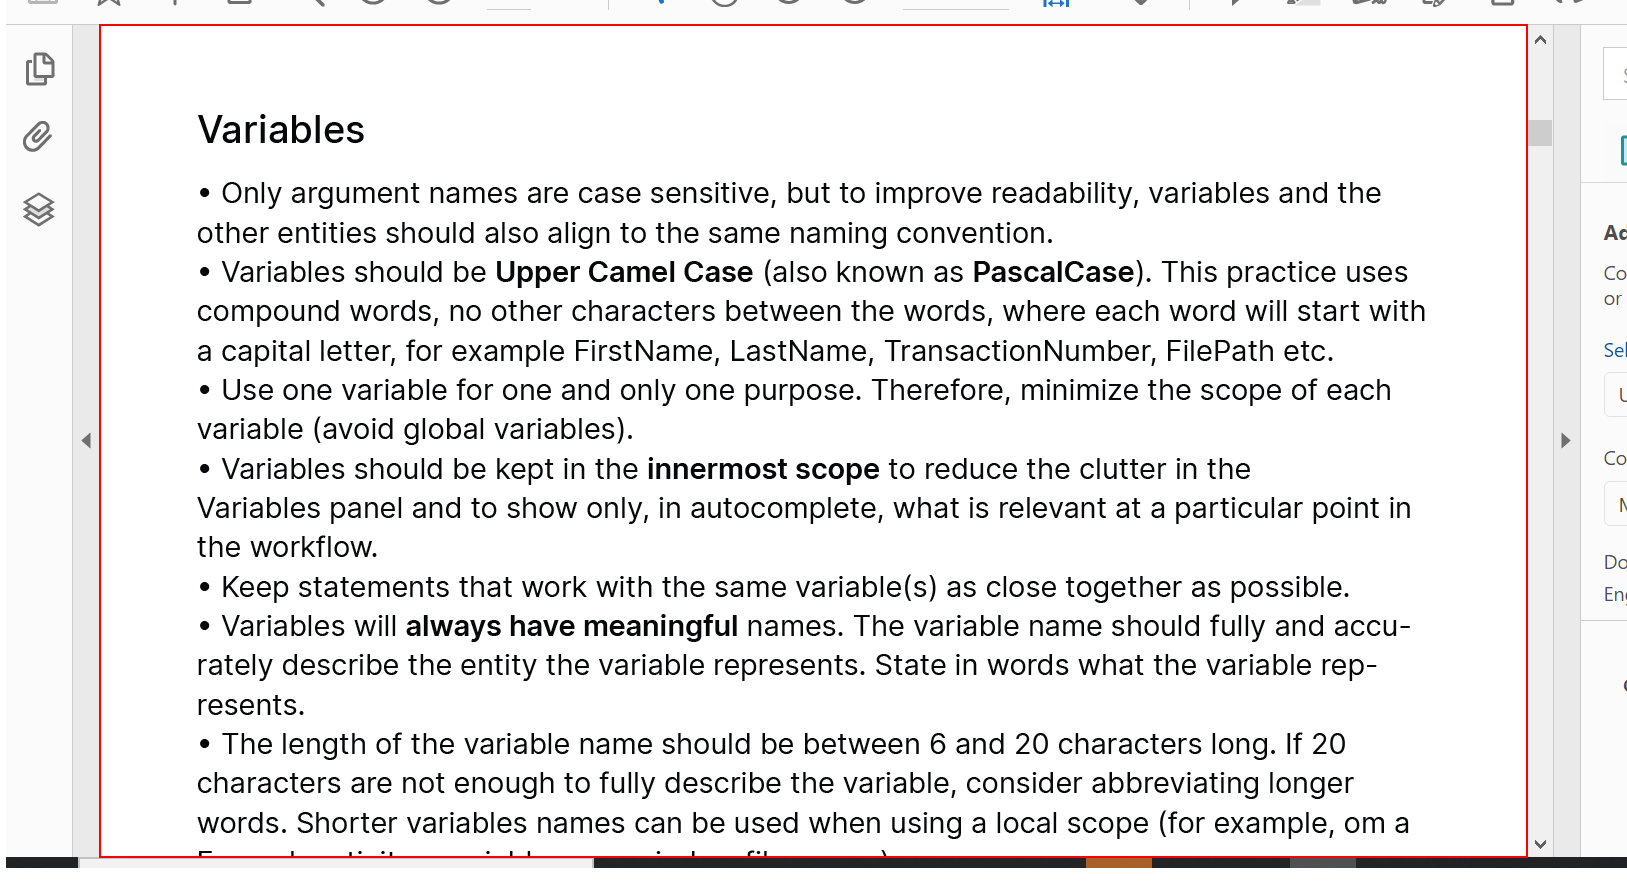 Variables
• Only argument names are case sensitive, but to improve readability, variables and the
other entities should also align to the same naming convention.
• Variables should be Upper Camel Case (also known as PascalCase). This practice uses
compound words, no other characters between the words, where each word will start with
a capital letter, for example FirstName, LastName, TransactionNumber, FilePath etc.
• Use one variable for one and only one purpose. Therefore, minimize the scope of each
variable (avoid global variables).
• Variables should be kept in the innermost scope to reduce the clutter in the
Variables panel and to show only, in autocomplete, what is relevant at a particular point in
the workflow.
• Keep statements that work with the same variable(s) as close together as possible.
• Variables will always have meaningful names. The variable name should fully and accu-
rately describe the entity the variable represents. State in words what the variable rep-
resents.
• The length of the variable name should be between 6 and 20 characters long. If 20
characters are not enough to fully describe the variable, consider abbreviating longer
words. Shorter variables names can be used when using a local scope (for example, om a
or